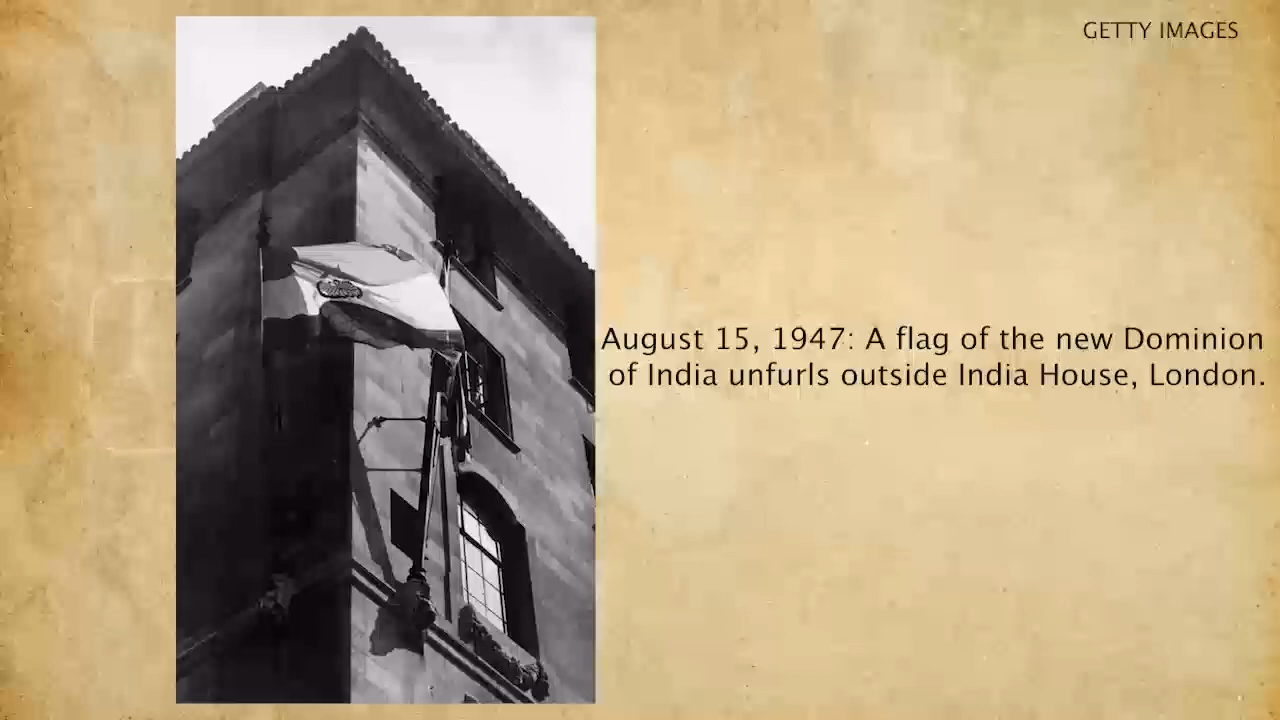 GETTY IMAGES
August 15, 1947: A flag of the new Dominion
of India unfurls outside India House, London.